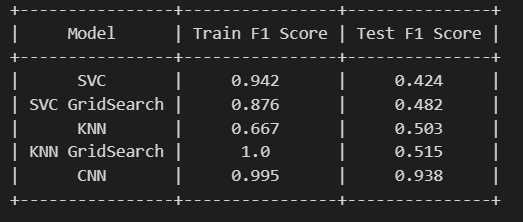 +----------------+----------------+---------------+
|     Model      | Train F1 Score | Test F1 Score |
+----------------+----------------+---------------+
|      SVC       |     0.942      |     0.424     |
| SVC GridSearch |     0.876      |     0.482     |
|      KNN       |     0.667      |     0.503     |
| KNN GridSearch |      1.0       |     0.515     |
|      CNN       |     0.995      |     0.938     |
+----------------+----------------+---------------+